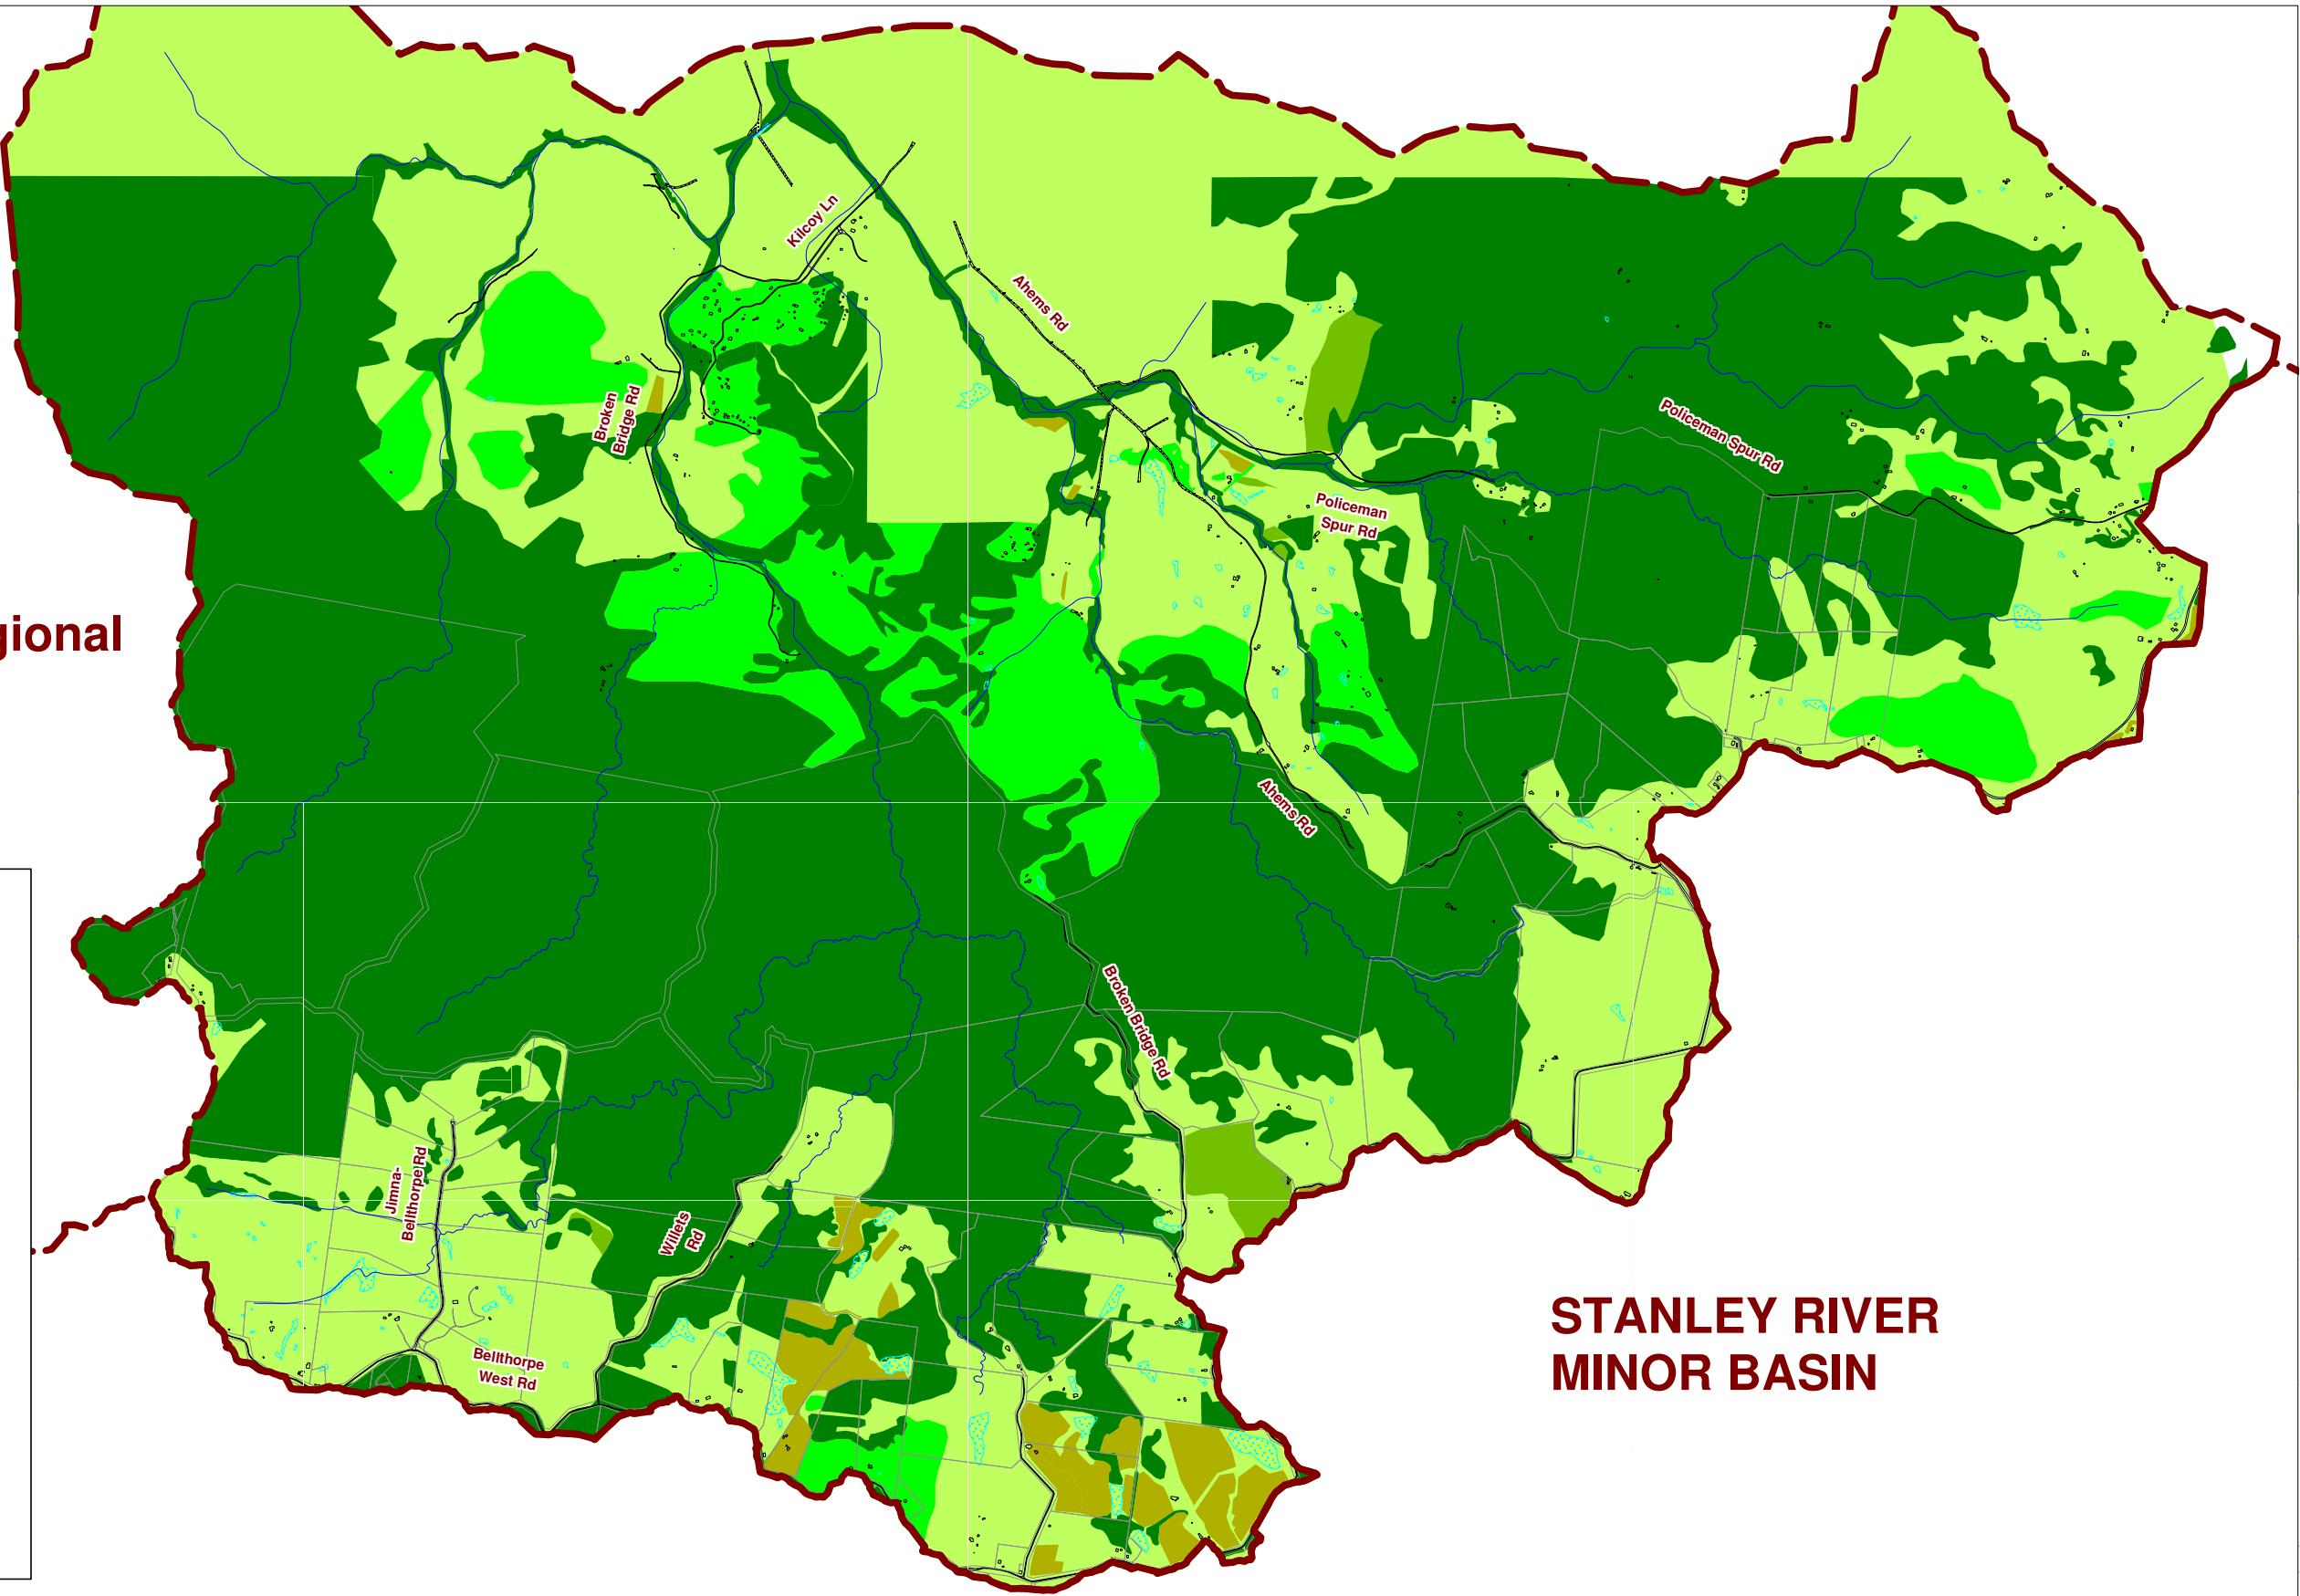 Kilcoy Ln
Ahems Rd
Broken
Bridge Rd
Policeman Spur Rd
Policeman
Spur Rd
gional
Ahems Rd
Broken Bridge Rd
Jimna-
Bellthorpe Rd
Willets
Rd
Bellthorpe
West Rd
STANLEY RIVER
MINOR BASIN